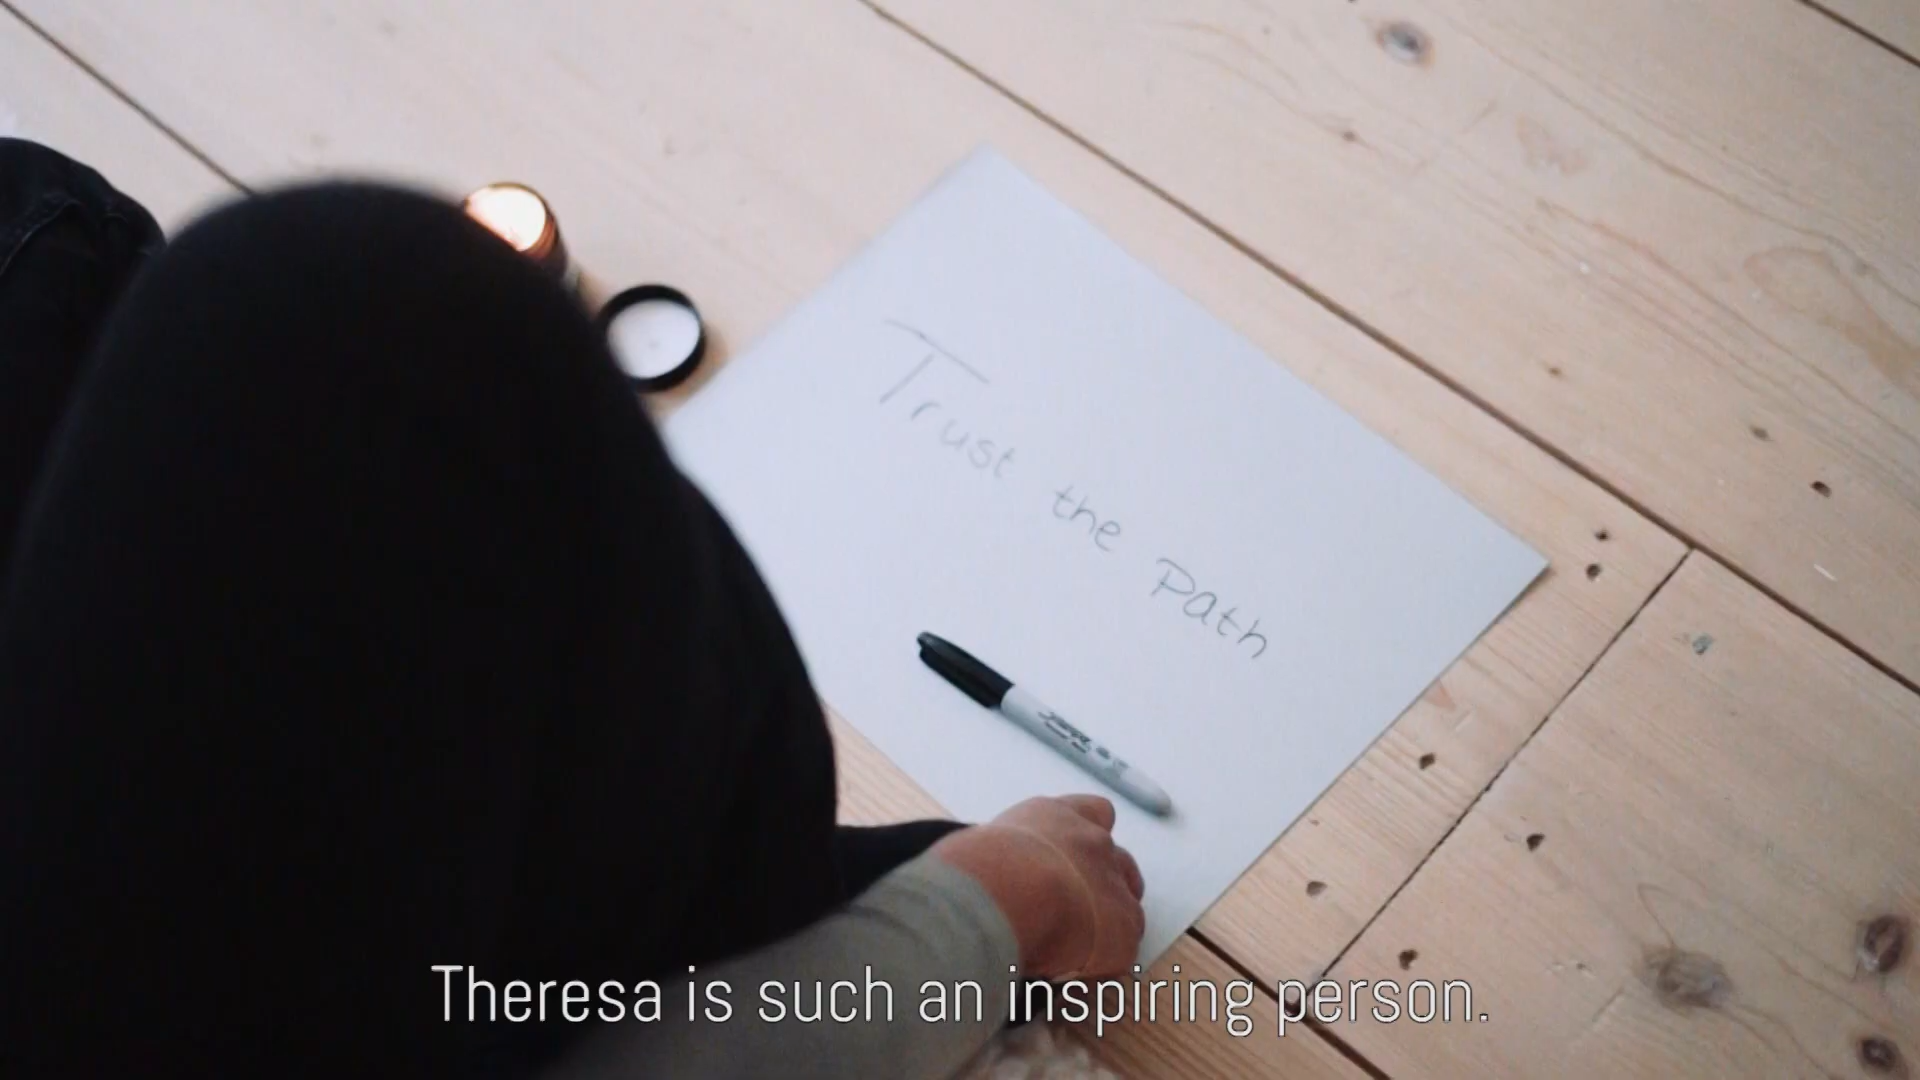 Trust the Path
Theresa is such an inspiring person.